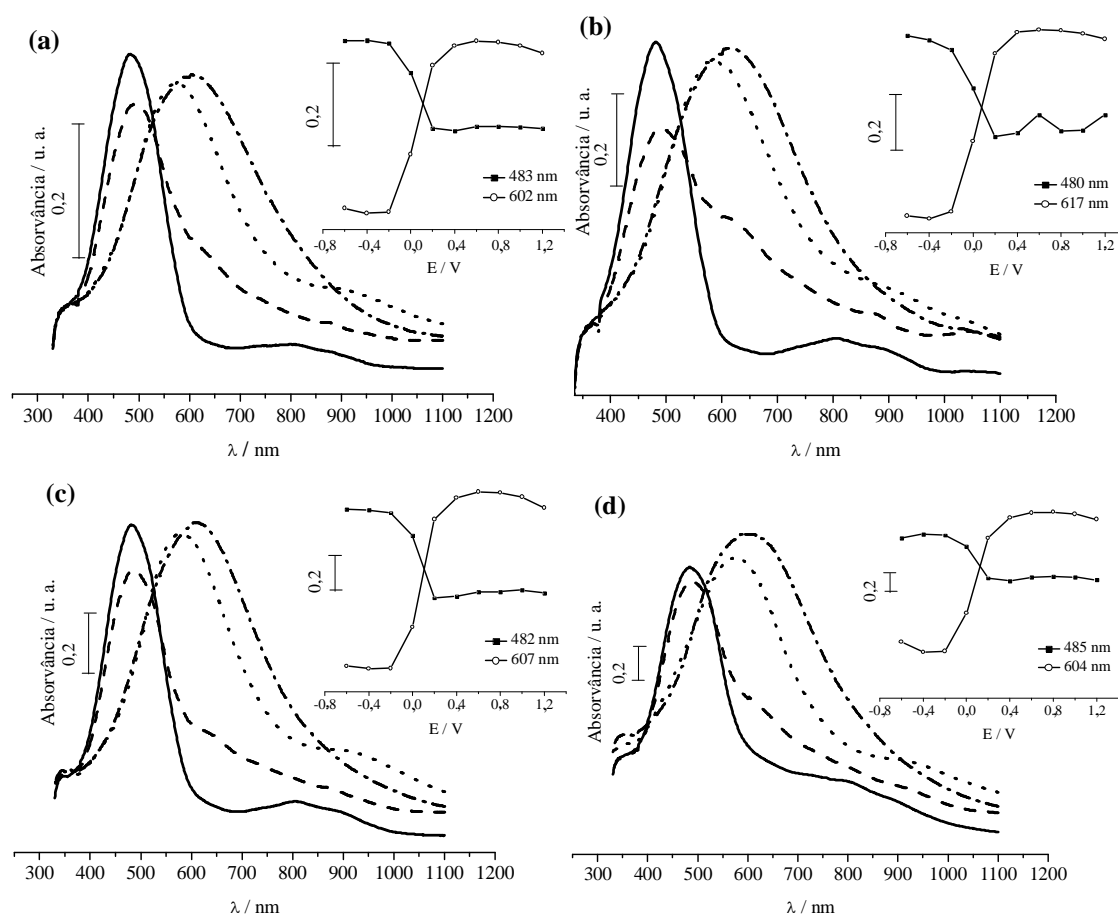 (a)
Absorvância / u. a.
0,2
0,2
483 nm
602 nm
-0,8 -0,4 0,0 0,4 0,8 1,2
E / V
300 400 500 600 700 800 900 1000 1100 1200
λ / nm
(b)
Absorvância / u. a.
0,2
0,2
480 nm
617 nm
-0,8 -0,4 0,0 0,4 0,8 1,2
E / V
400 500 600 700 800 900 1000 1100 1200
λ / nm
(c)
Absorvância / u. a.
0,2
0,2
482 nm
607 nm
-0,8 -0,4 0,0 0,4 0,8 1,2
E / V
300 400 500 600 700 800 900 1000 1100 1200
λ / nm
(d)
Absorvância / u. a.
0,2
0,2
485 nm
604 nm
-0,8 -0,4 0,0 0,4 0,8 1,2
E / V
300 400 500 600 700 800 900 1000 1100 1200
λ / nm